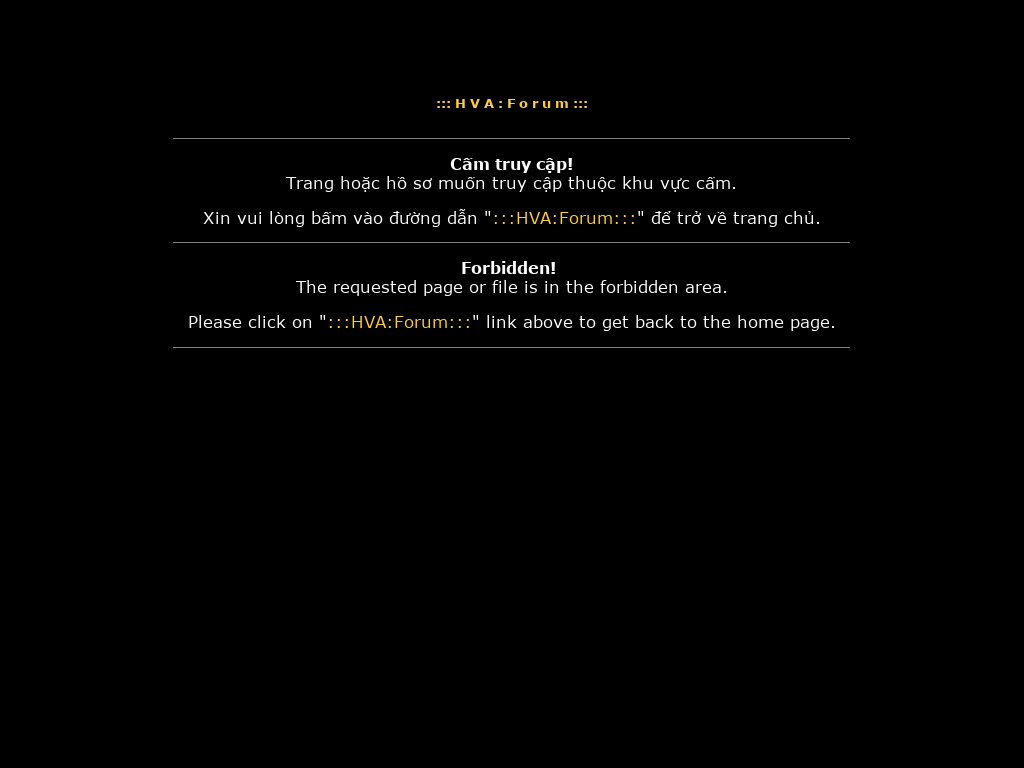 :::HVA:Forum:::
Cấm truy cập!
Trang hoặc hồ sơ muốn truy cập thuộc khu vực cấm.
Xin vui lòng bấm vào đường dẫn ":::HVA:Forum:::" để trở về trang chủ.
Forbidden!
The requested page or file is in the forbidden area.
Please click on ":::HVA:Forum:::" link above to get back to the home page.